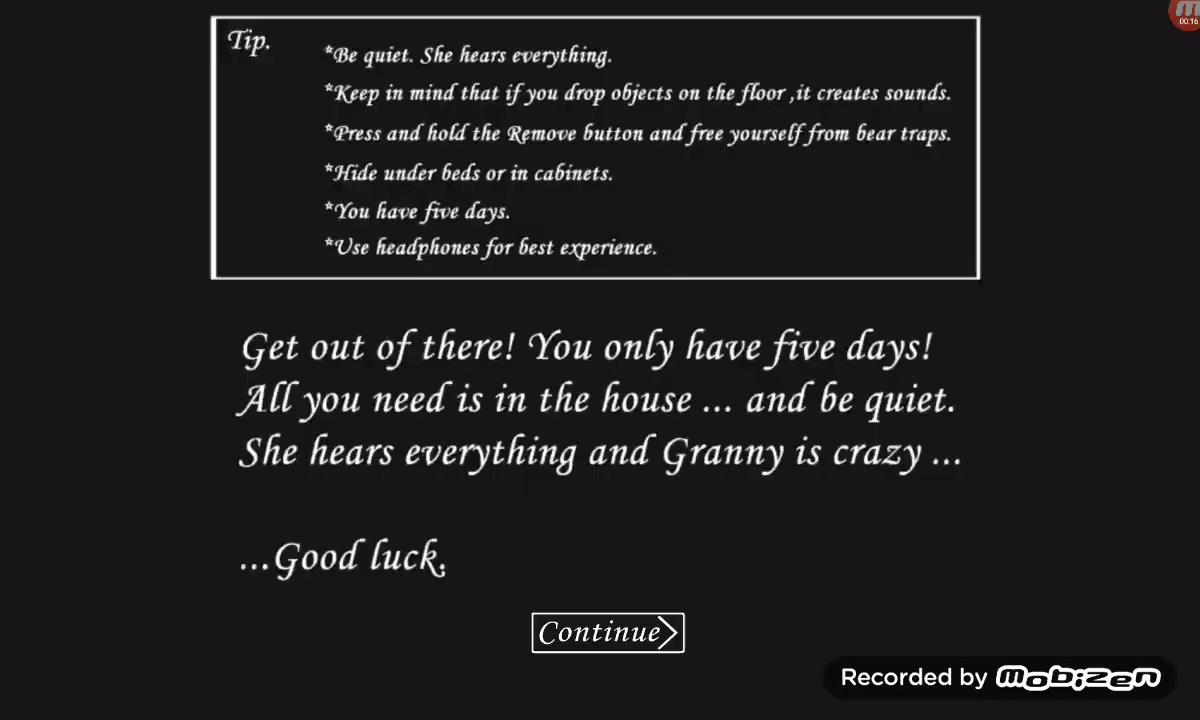 00:16
Tip.
*Be quiet. She hears everything.
*Keep in mind that if you drop objects on the floor ,it creates sounds.
*Press and hold the Remove button and free yourself from bear traps.
*Hide under beds or in cabinets.
*You have five days.
*Use headphones for best experience.
Get out of there! You only have five days!
All you need is in the house ... and be quiet.
She hears everything and Granny is crazy ...
...Good luck.
Continue
Recorded by mobizen